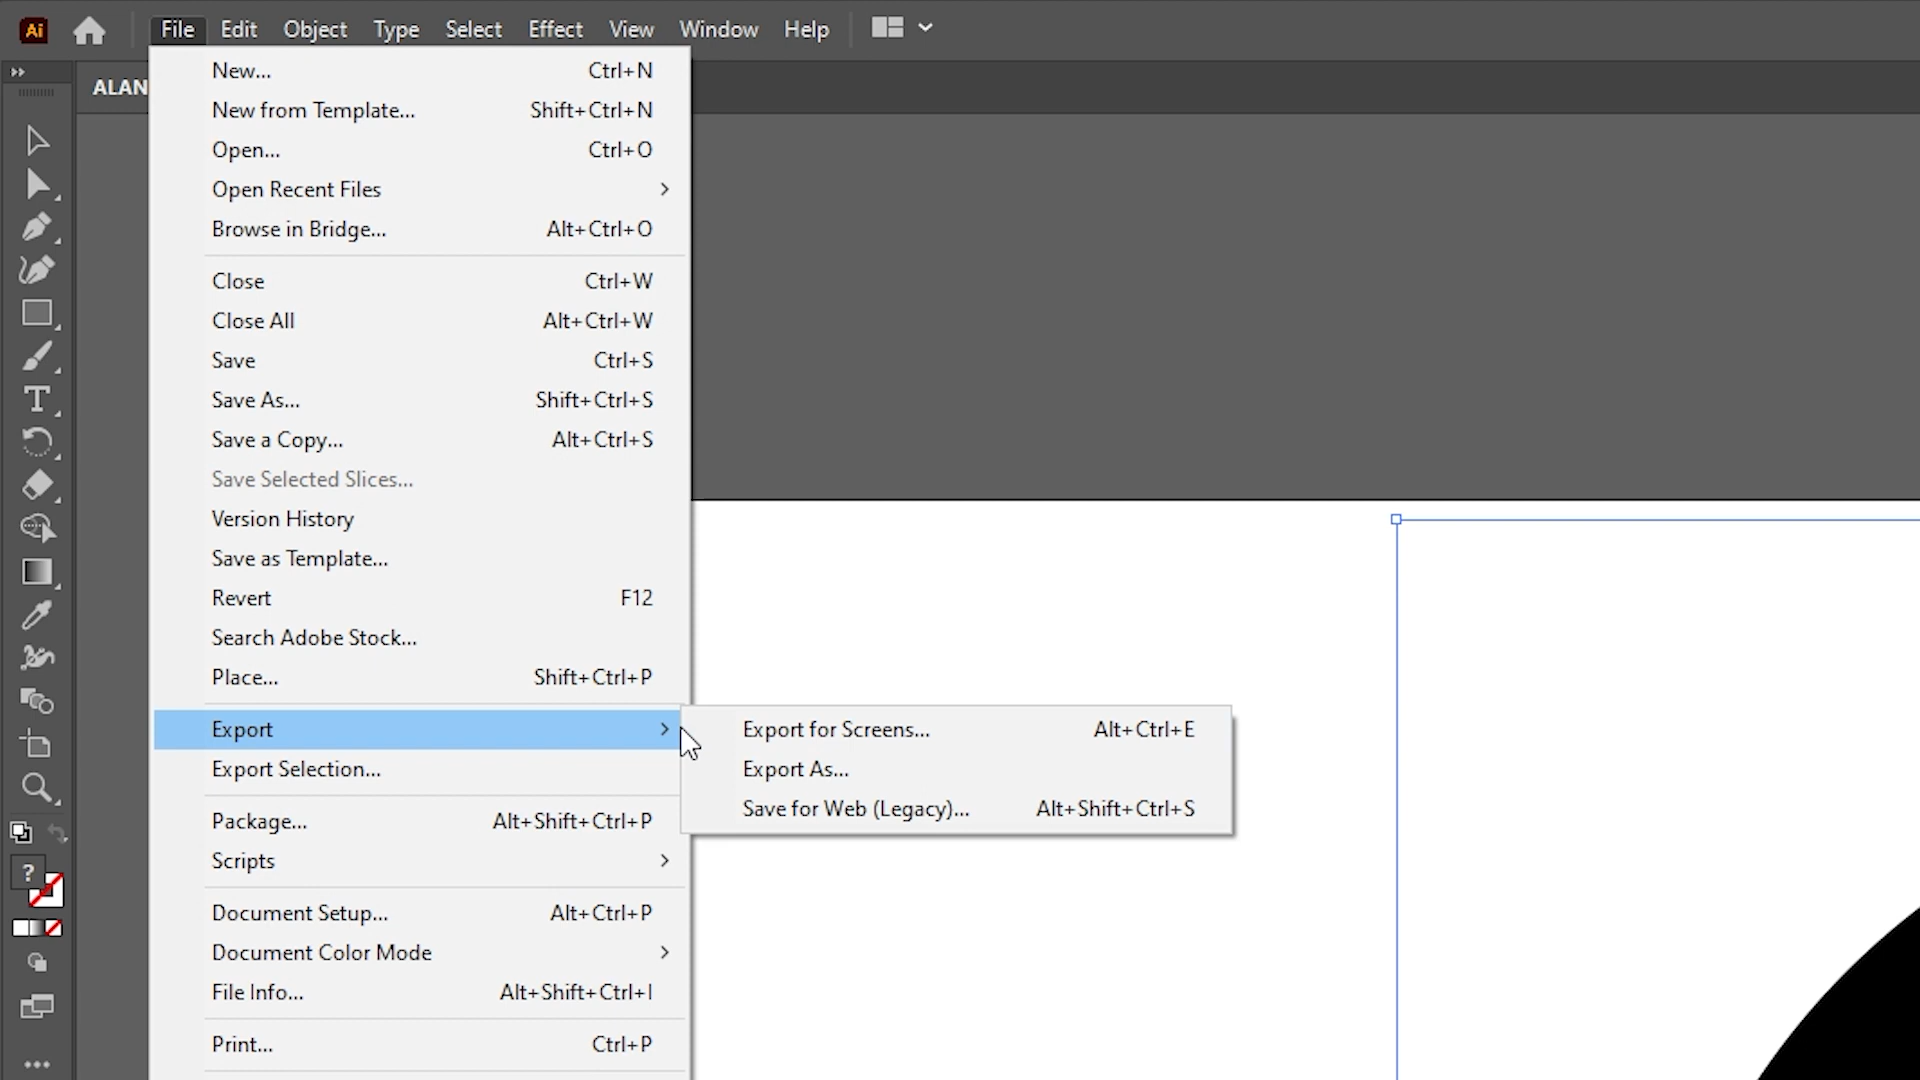 Ai File Edit Object Type Select Effect View Window Help
ALAN
New... Ctrl+N
New from Template... Shift+Ctrl+N
Open... Ctrl+O
Open Recent Files
Browse in Bridge... Alt+Ctrl+O
Close Ctrl+W
Close All Alt+Ctrl+W
Save Ctrl+S
Save As... Shift+Ctrl+S
Save a Copy... Alt+Ctrl+S
Save Selected Slices...
Version History
Save as Template...
Revert F12
Search Adobe Stock...
Place... Shift+Ctrl+P
Export
Export Selection...
Package... Alt+Shift+Ctrl+P
Scripts
Document Setup... Alt+Ctrl+P
Document Color Mode
File Info... Alt+Shift+Ctrl+I
Print... Ctrl+P
Export for Screens... Alt+Ctrl+E
Export As...
Save for Web (Legacy)... Alt+Shift+Ctrl+S
?